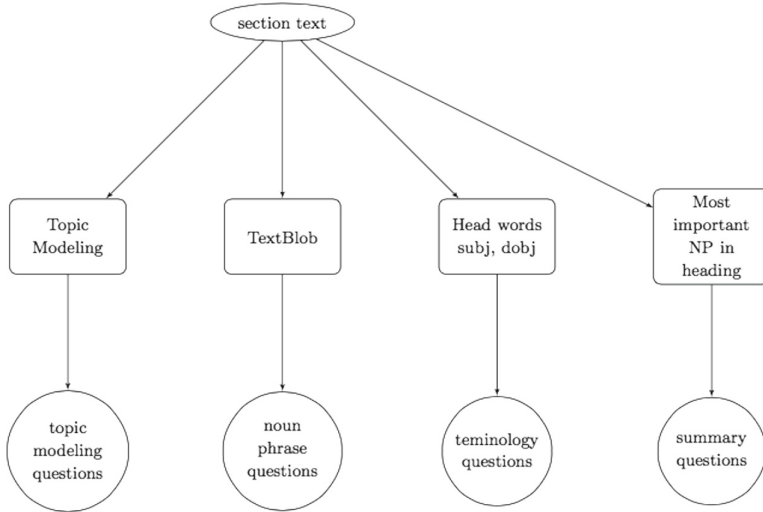 section text
Topic
Modeling
TextBlob
Head words
subj, dobj
Most
important
NP in
heading
topic
modeling
questions
noun
phrase
questions
teminology
questions
summary
questions